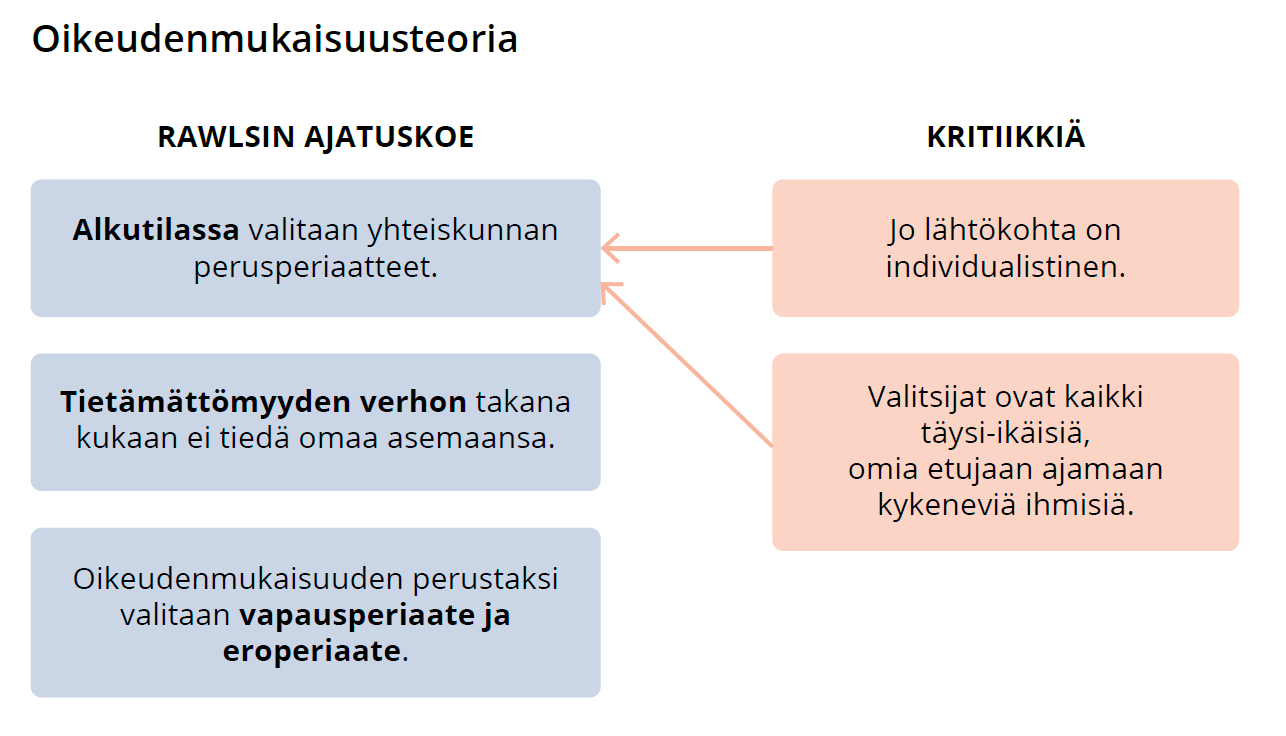 Oikeudenmukaisuusteoria
RAWLSIN AJATUSKOE
Alkutilassa valitaan yhteiskunnan
perusperiaatteet.
Tietämättömyyden verhon takana
kukaan ei tiedä omaa asemaansa.
Oikeudenmukaisuuden perustaksi
valitaan vapausperiaate ja
eroperiaate.
KRITIIKKIÄ
Jo lähtökohta on
individualistinen.
Valitsijat ovat kaikki
täysi-ikäisiä,
omia etujaan ajamaan
kykeneviä ihmisiä.